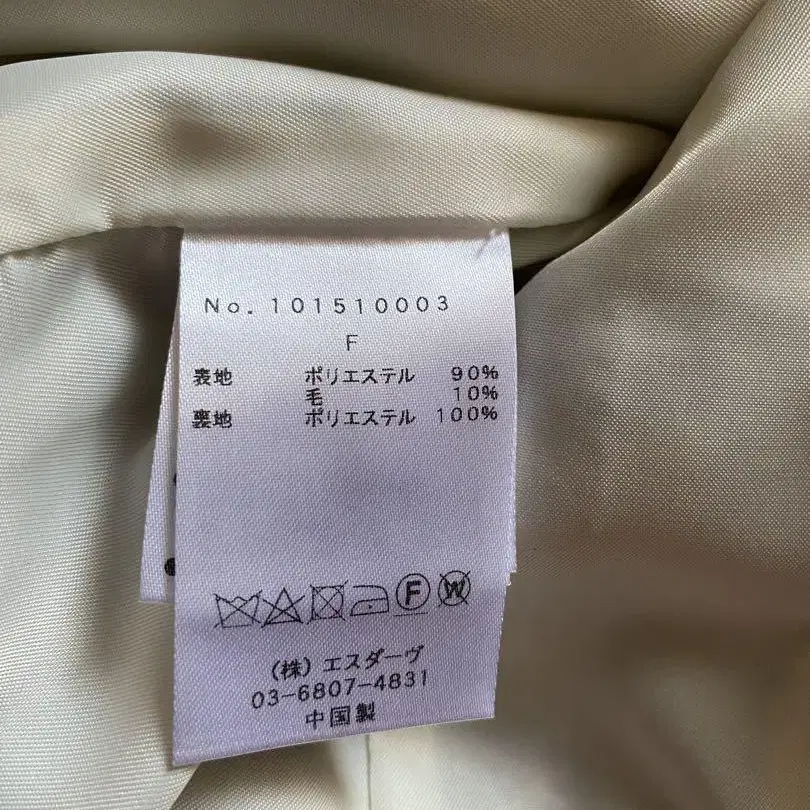 No. 101510003
F
表地 ポリエステル 90%
毛 10%
裏地 ポリエステル 100%
F W
(株) エスダーヴ
03-6807-4831
中国製